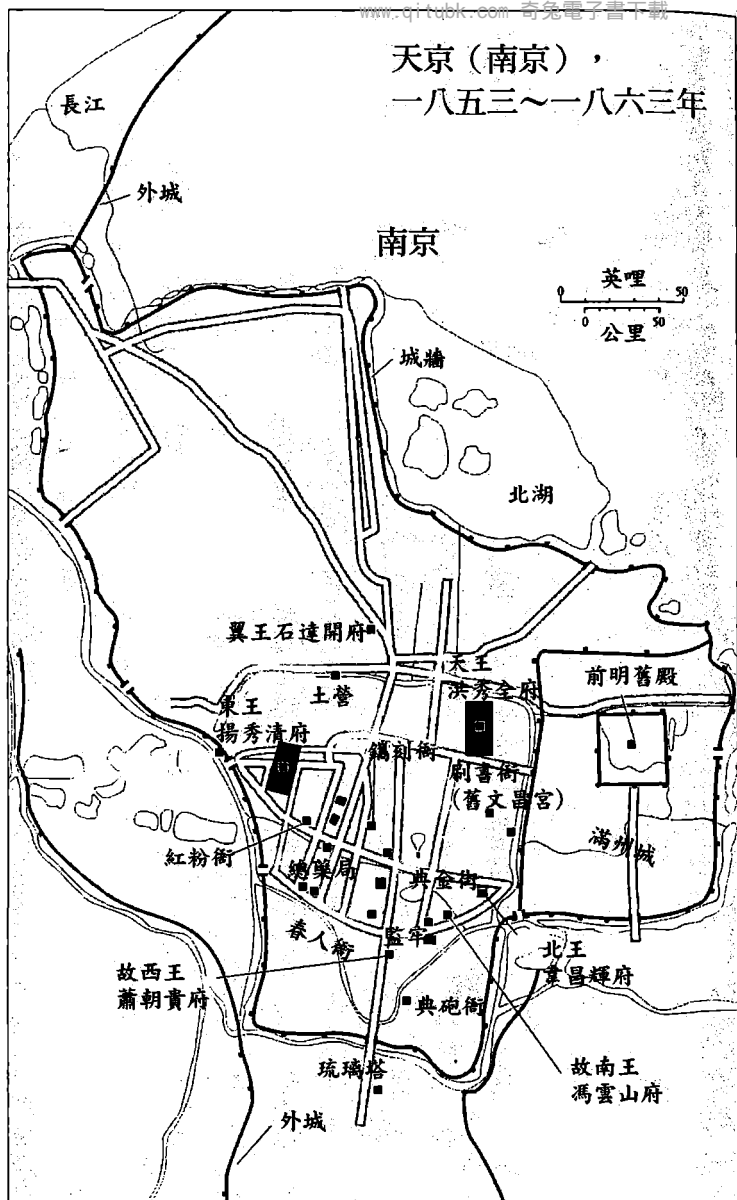 www.qitubk.com 奇兔電子書下載
天京（南京），
一八五三～一八六三年
長江
外城
南京
英哩
0 50
0 50
公里
城牆
北湖
翼王石達開府
天王
洪秀全府
前明舊殿
土營
東王
揚秀清府
鐫刻衙
刷書衙
(舊文昌宮)
紅粉衙
滿州城
總藥局
典金衙
舂人衙
監牢
北王
韋昌輝府
故西王
蕭朝貴府
典砲衙
琉璃塔
故南王
馮雲山府
外城